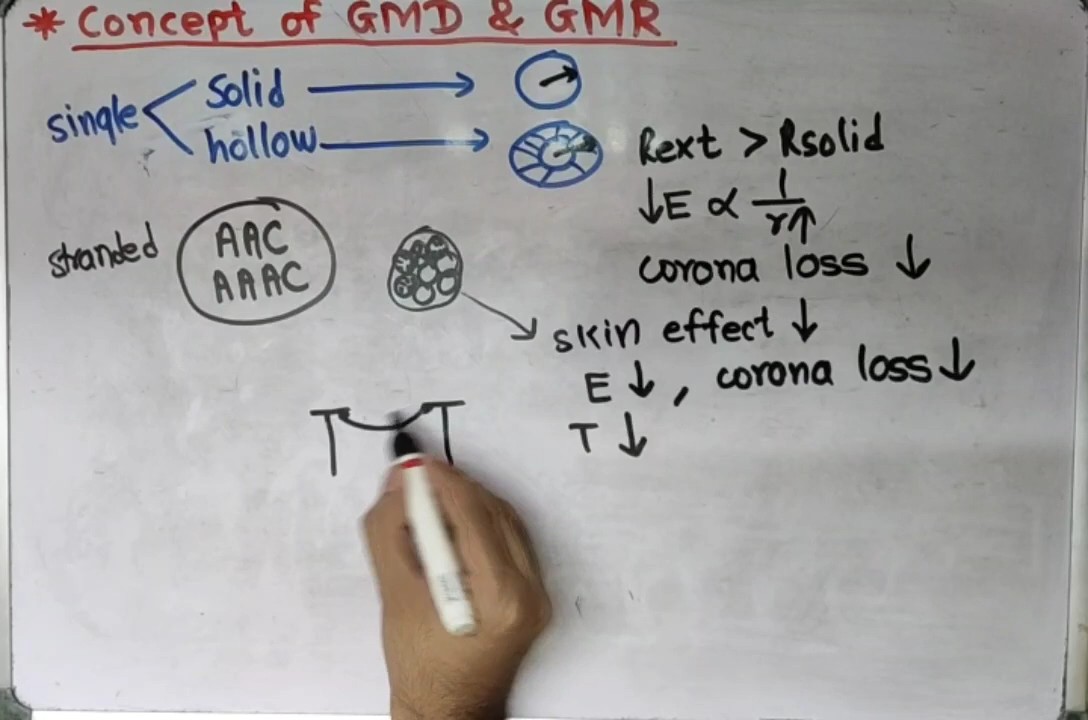 * Concept of GMD & GMR
single
solid
hollow
Rext > Rsolid
↓E ∝ 1/r↑
corona loss ↓
stranded
AAC
AAAC
skin effect ↓
E ↓, corona loss ↓
T ↓